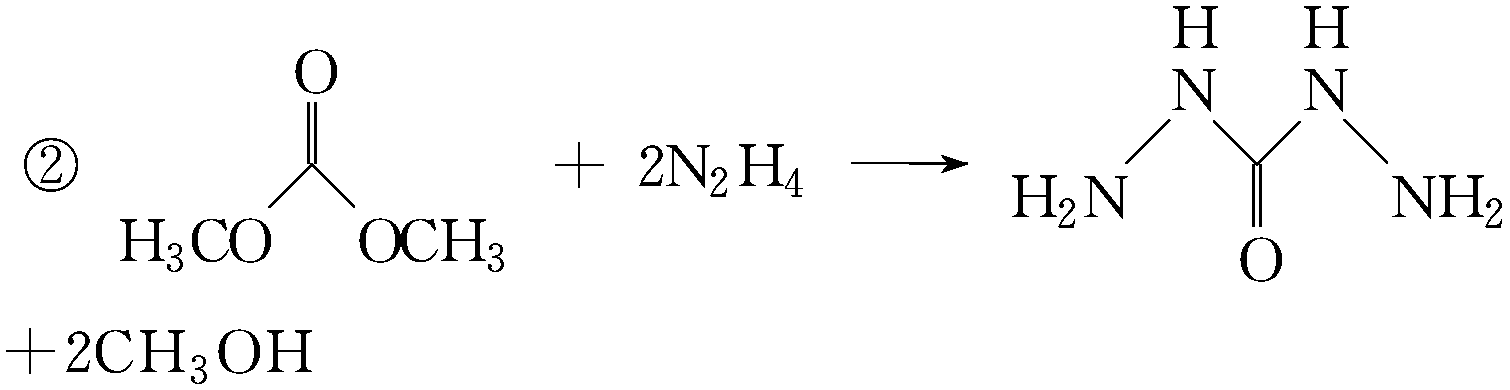 H H
O N N
② + 2N₂H₄ ⟶
H₃CO OCH₃ H₂N NH₂
O
+2CH₃OH